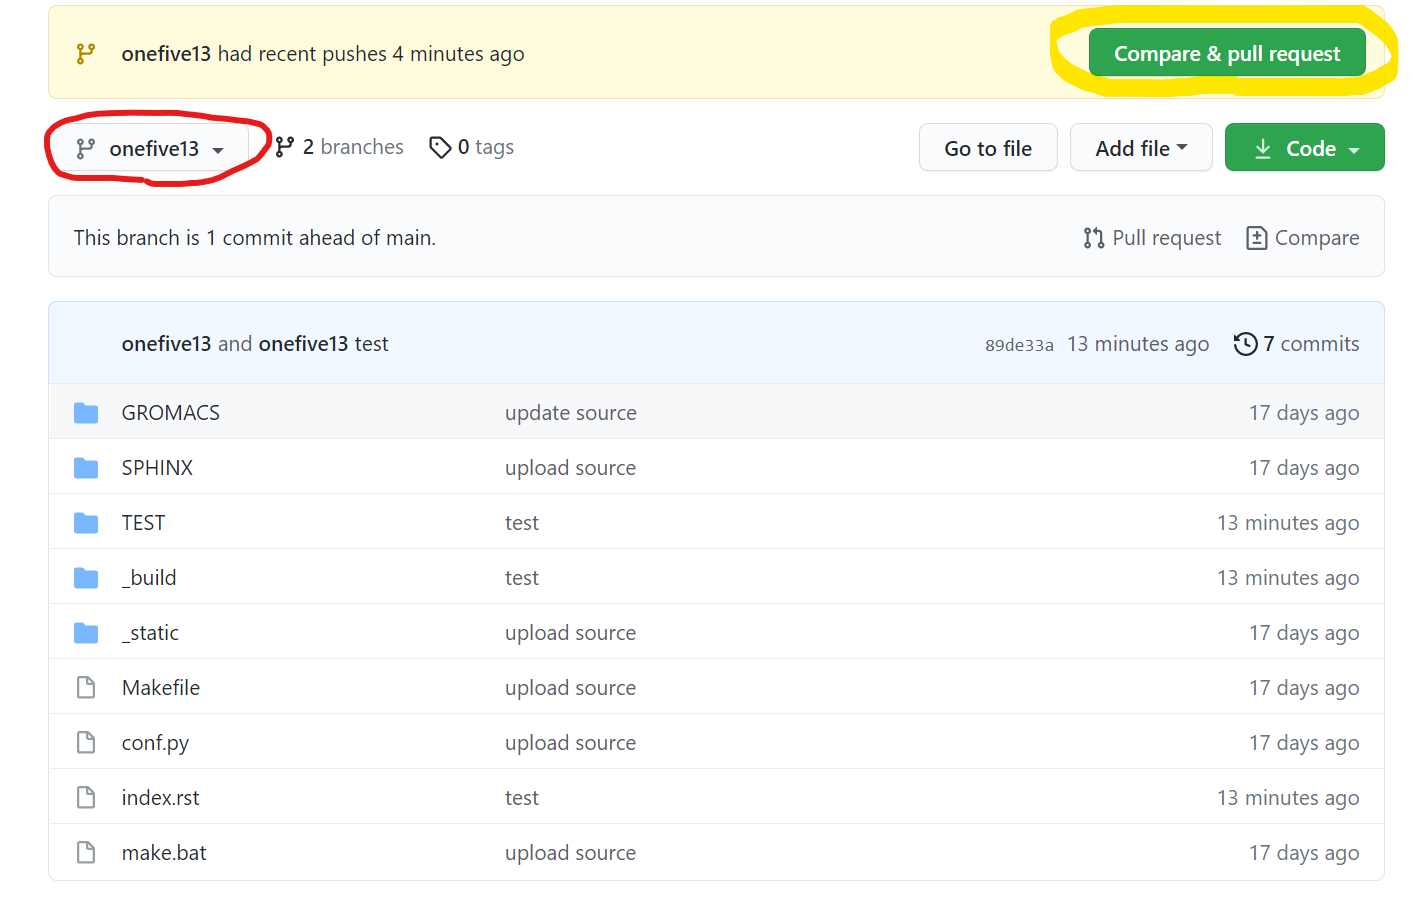 onefive13 had recent pushes 4 minutes ago Compare & pull request
onefive13 2 branches 0 tags Go to file Add file Code
This branch is 1 commit ahead of main. Pull request Compare
onefive13 and onefive13 test 89de33a 13 minutes ago 7 commits
GROMACS update source 17 days ago
SPHINX upload source 17 days ago
TEST test 13 minutes ago
_build test 13 minutes ago
_static upload source 17 days ago
Makefile upload source 17 days ago
conf.py upload source 17 days ago
index.rst test 13 minutes ago
make.bat upload source 17 days ago